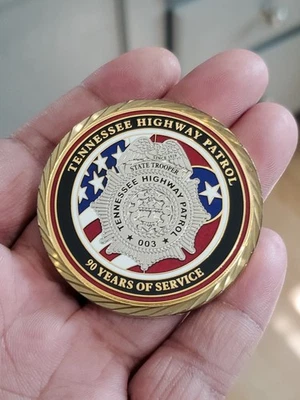 TENNESSEE HIGHWAY PATROL
STATE TROOPER
TENNESSEE HIGHWAY PATROL
003
90 YEARS OF SERVICE